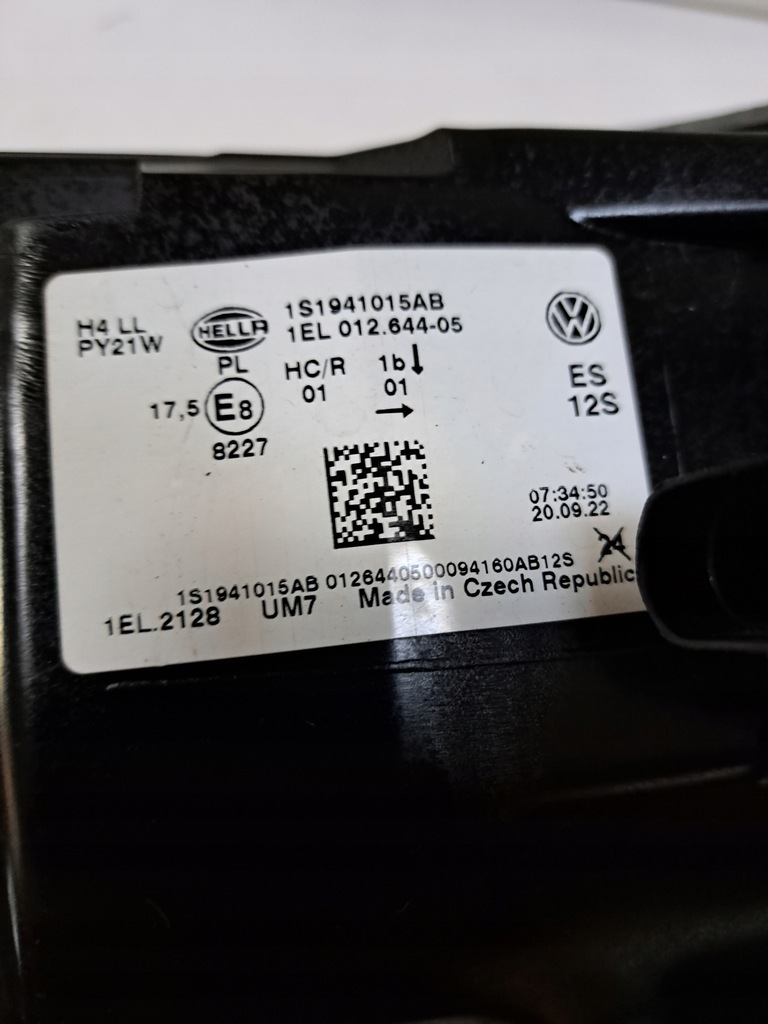 H4 LL
PY21W
HELLA
1S1941015AB
1EL 012.644-05
PL
HC/R 1b↓
01 01
→
17,5 E8
8227
ES
12S
07:34:50
20.09.22
24
1S1941015AB 0126440500094160AB12S
1EL.2128 UM7 Made in Czech Republic